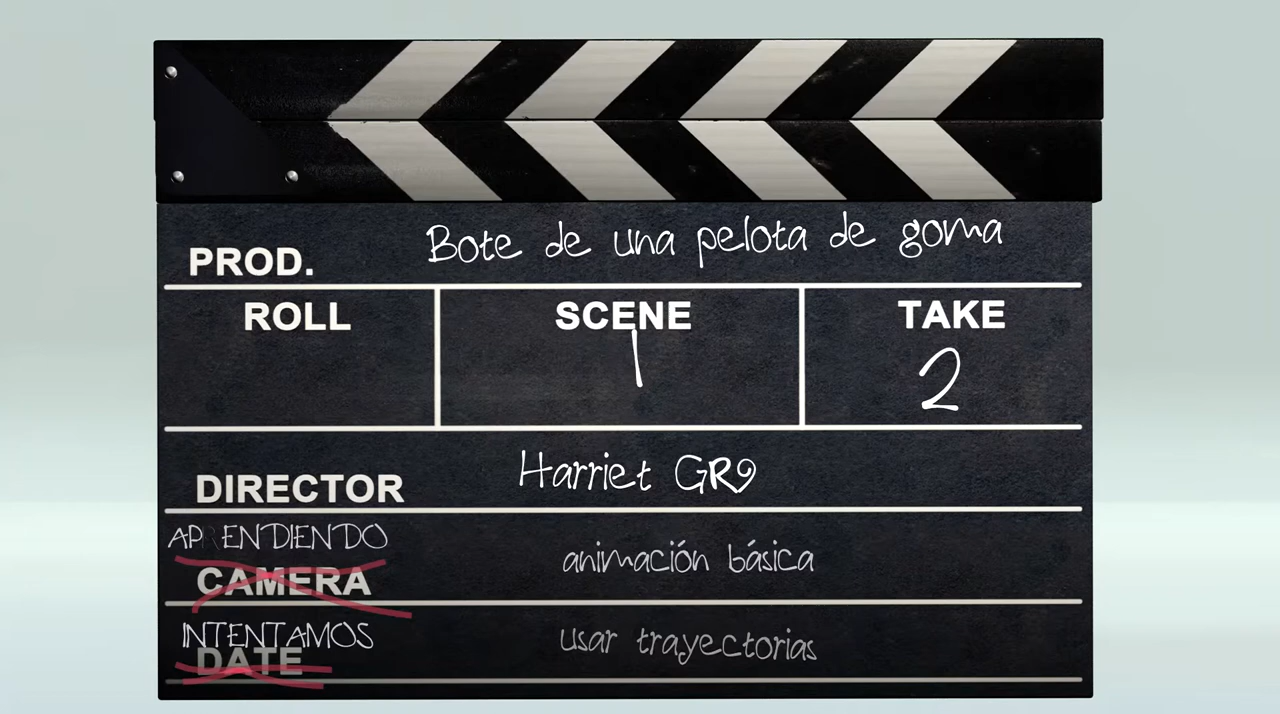 PROD. Bote de una pelota de goma
ROLL SCENE TAKE
1 2
DIRECTOR Harriet GR
APRENDIENDO
CAMERA animación básica
INTENTAMOS
DATE usar trayectorias